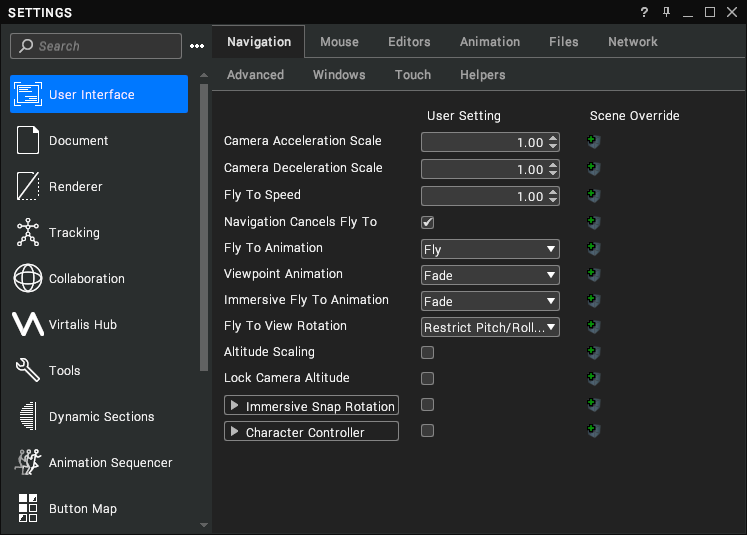 SETTINGS
?
Search
•••
User Interface
Document
Renderer
Tracking
Collaboration
Virtalis Hub
Tools
Dynamic Sections
Animation Sequencer
Button Map
Navigation Mouse Editors Animation Files Network
Advanced Windows Touch Helpers
User Setting Scene Override
Camera Acceleration Scale 1.00
Camera Deceleration Scale 1.00
Fly To Speed 1.00
Navigation Cancels Fly To
Fly To Animation Fly
Viewpoint Animation Fade
Immersive Fly To Animation Fade
Fly To View Rotation Restrict Pitch/Roll...
Altitude Scaling
Lock Camera Altitude
Immersive Snap Rotation
Character Controller